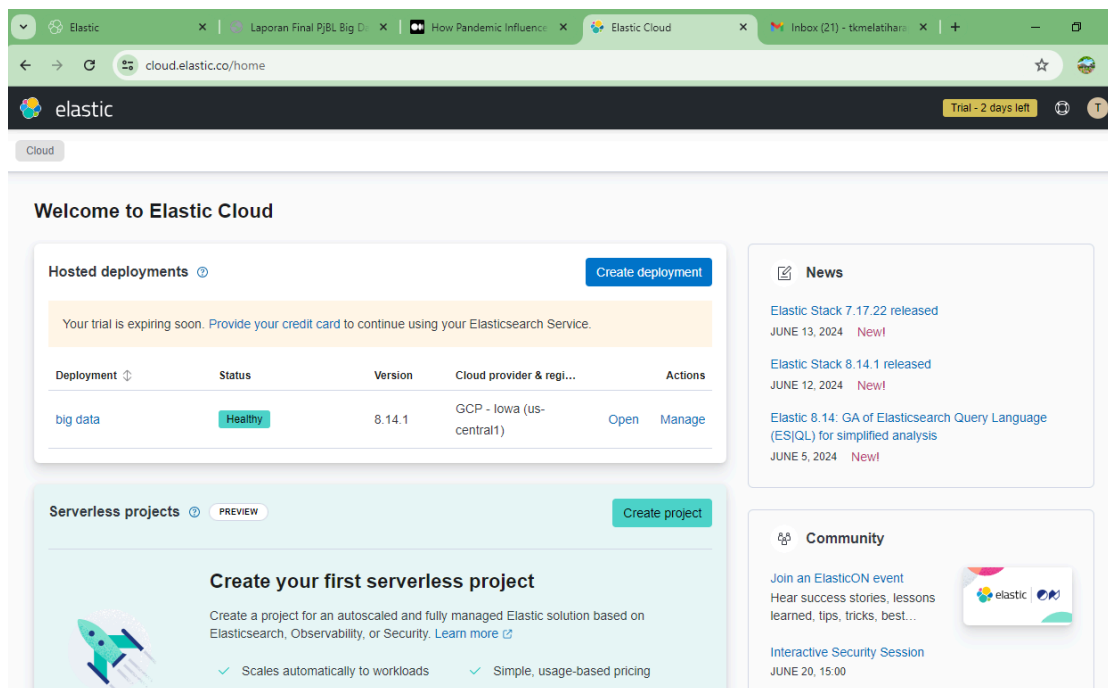 Elastic
Laporan Final PjBL Big Da
How Pandemic Influence
Elastic Cloud
Inbox (21) - tkmelatihara
cloud.elastic.co/home
elastic
Trial - 2 days left
T
Cloud
Welcome to Elastic Cloud
Hosted deployments
Create deployment
Your trial is expiring soon. Provide your credit card to continue using your Elasticsearch Service.
Deployment Status Version Cloud provider & regi... Actions
big data Healthy 8.14.1 GCP - Iowa (us-
central1) Open Manage
Serverless projects PREVIEW
Create project
Create your first serverless project
Create a project for an autoscaled and fully managed Elastic solution based on
Elasticsearch, Observability, or Security. Learn more
Scales automatically to workloads
Simple, usage-based pricing
News
Elastic Stack 7.17.22 released
JUNE 13, 2024 New!
Elastic Stack 8.14.1 released
JUNE 12, 2024 New!
Elastic 8.14: GA of Elasticsearch Query Language
(ES|QL) for simplified analysis
JUNE 5, 2024 New!
Community
Join an ElasticON event
Hear success stories, lessons
learned, tips, tricks, best...
elastic ON
Interactive Security Session
JUNE 20, 15:00